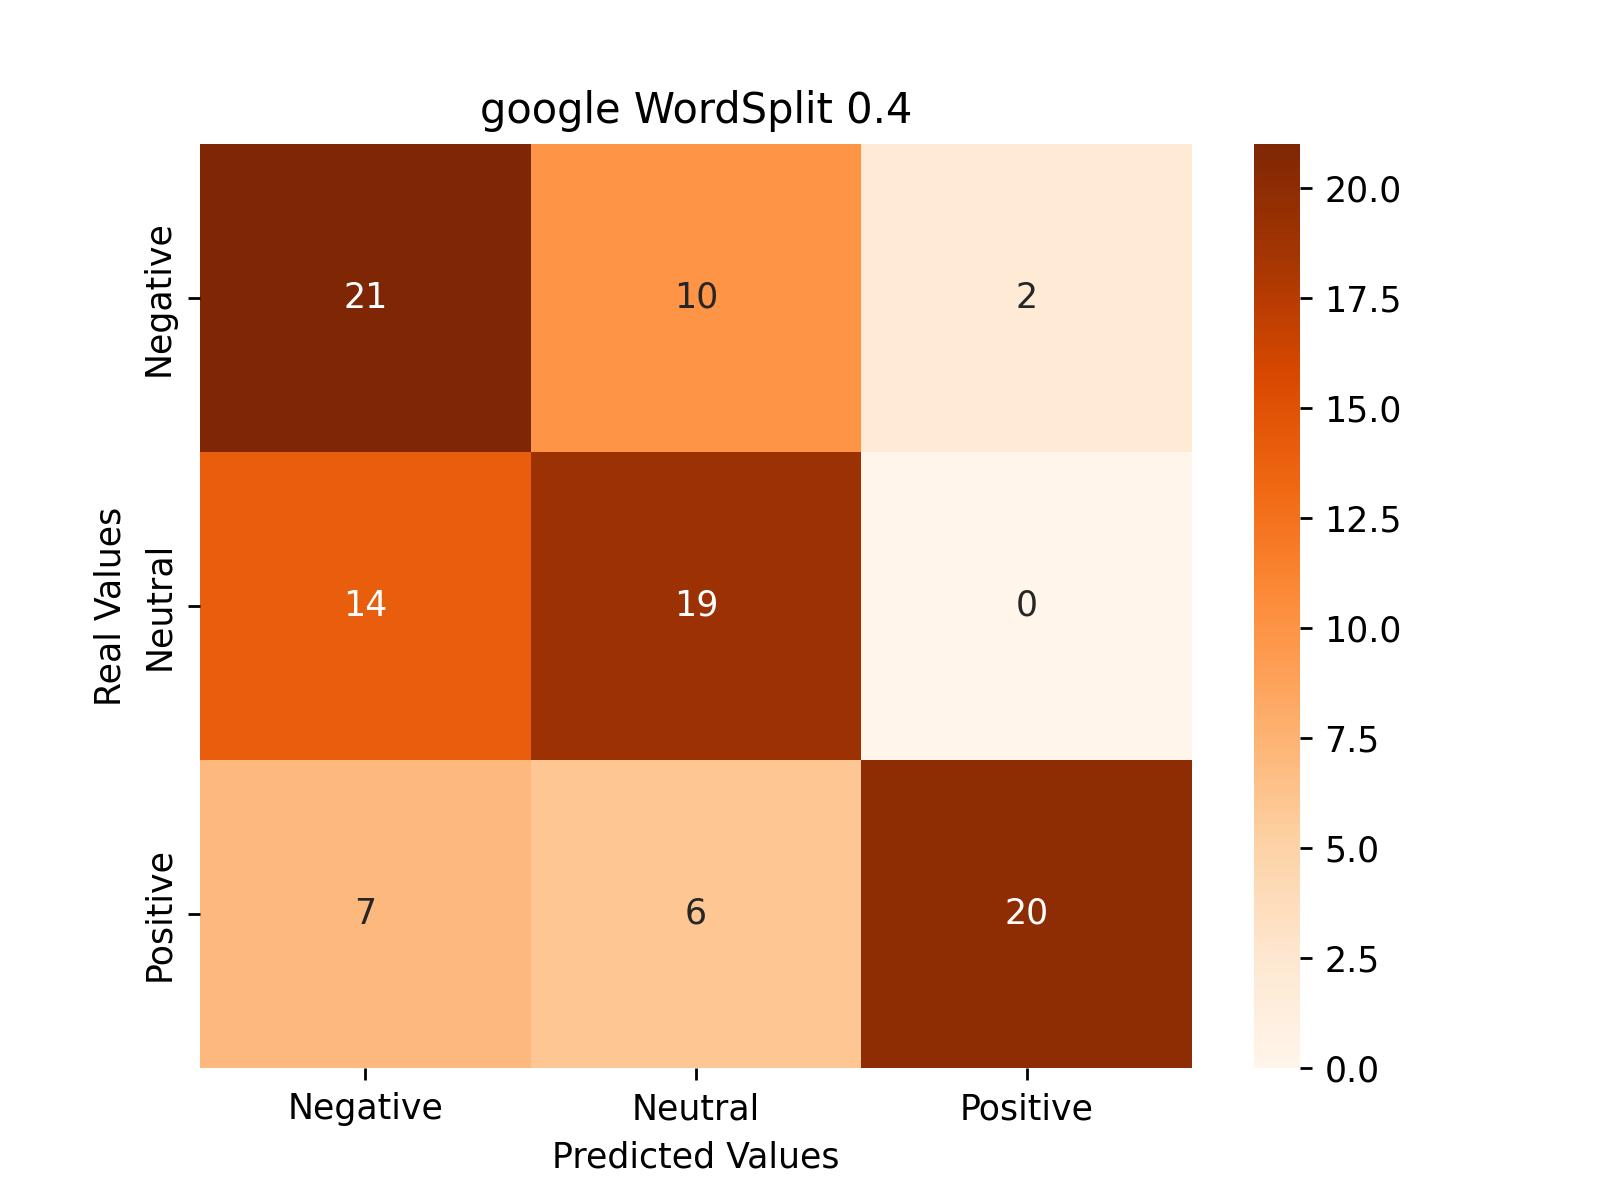 google WordSplit 0.4
Real Values
Negative
Neutral
Positive
21 10 2
14 19 0
7 6 20
Negative Neutral Positive
Predicted Values
20.0
17.5
15.0
12.5
10.0
7.5
5.0
2.5
0.0